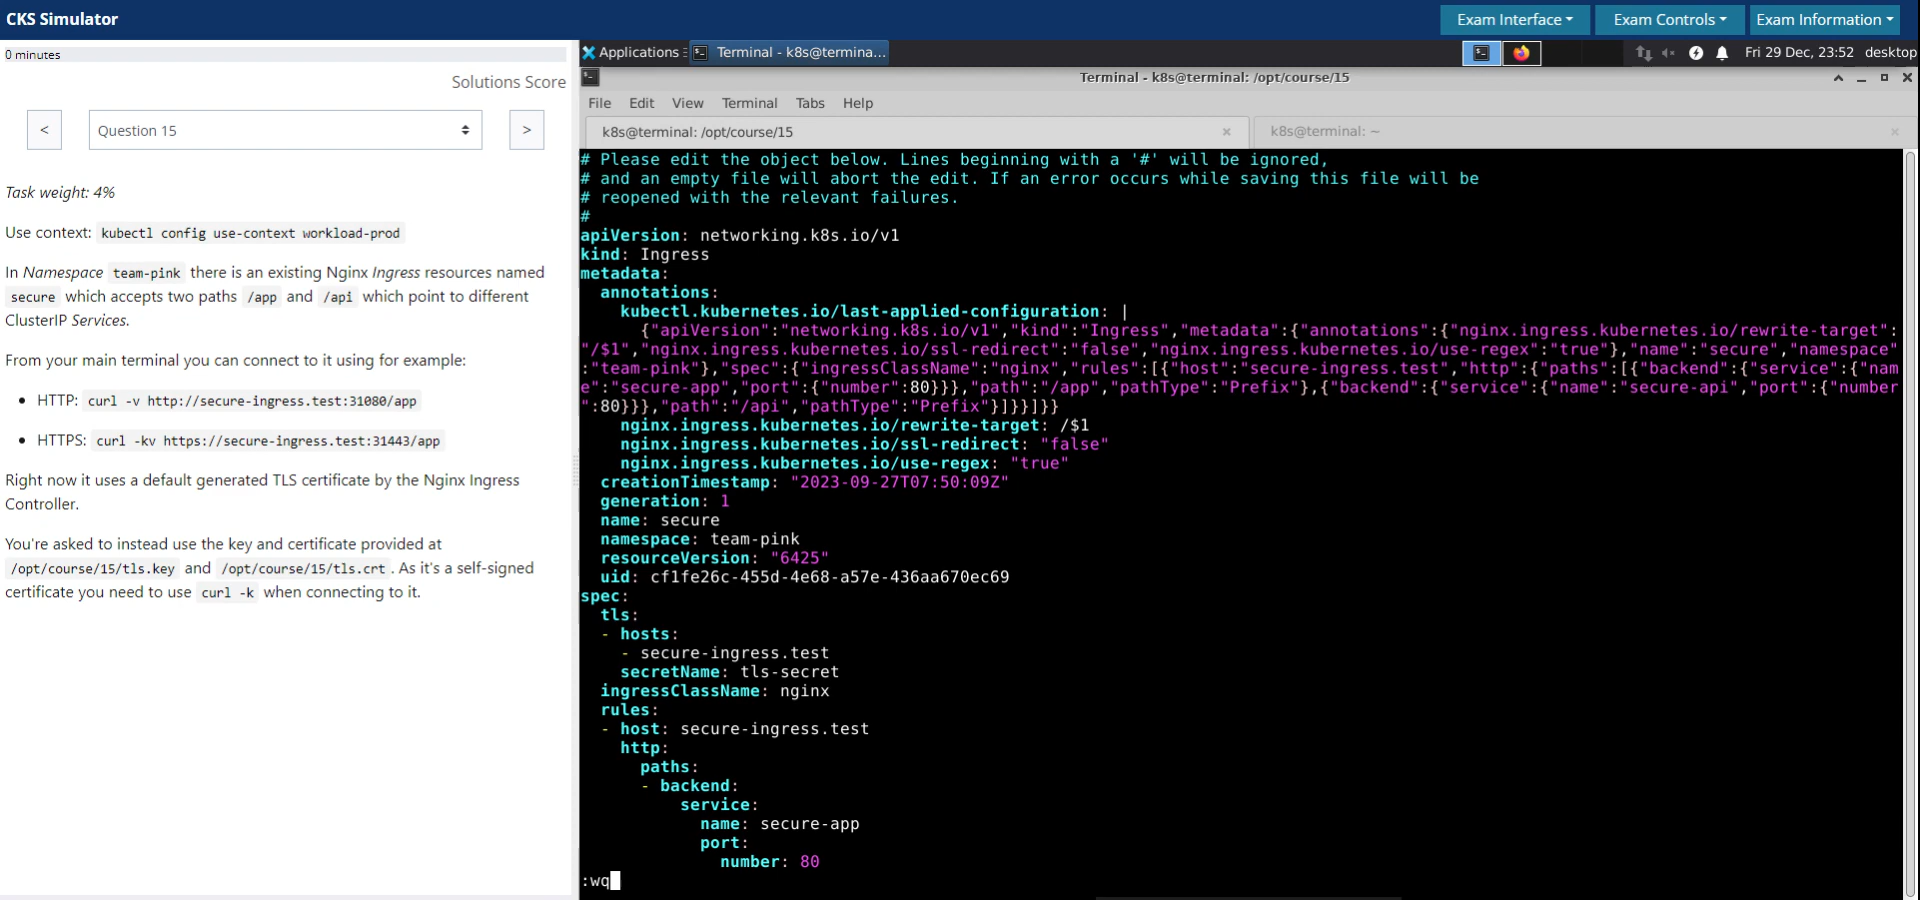 CKS Simulator
Exam Interface
Exam Controls
Exam Information
0 minutes
Solutions Score
<
Question 15
>
Task weight: 4%
Use context: kubectl config use-context workload-prod
In Namespace team-pink there is an existing Nginx Ingress resources named
secure which accepts two paths /app and /api which point to different
ClusterIP Services.
From your main terminal you can connect to it using for example:
• HTTP: curl -v http://secure-ingress.test:31080/app
• HTTPS: curl -kv https://secure-ingress.test:31443/app
Right now it uses a default generated TLS certificate by the Nginx Ingress
Controller.
You're asked to instead use the key and certificate provided at
/opt/course/15/tls.key and /opt/course/15/tls.crt. As it's a self-signed
certificate you need to use curl -k when connecting to it.
Applications
Terminal - k8s@termina...
Fri 29 Dec, 23:52 desktop
Terminal - k8s@terminal: /opt/course/15
File Edit View Terminal Tabs Help
k8s@terminal: /opt/course/15
k8s@terminal: ~
# Please edit the object below. Lines beginning with a '#' will be ignored,
# and an empty file will abort the edit. If an error occurs while saving this file will be
# reopened with the relevant failures.
#
apiVersion: networking.k8s.io/v1
kind: Ingress
metadata:
  annotations:
    kubectl.kubernetes.io/last-applied-configuration: |
      {"apiVersion":"networking.k8s.io/v1","kind":"Ingress","metadata":{"annotations":{"nginx.ingress.kubernetes.io/rewrite-target":
"/$1","nginx.ingress.kubernetes.io/ssl-redirect":"false","nginx.ingress.kubernetes.io/use-regex":"true"},"name":"secure","namespace"
:"team-pink"},"spec":{"ingressClassName":"nginx","rules":[{"host":"secure-ingress.test","http":{"paths":[{"backend":{"service":{"nam
e":"secure-app","port":{"number":80}}},"path":"/app","pathType":"Prefix"},{"backend":{"service":{"name":"secure-api","port":{"number
":80}}},"path":"/api","pathType":"Prefix"}]}}]}}
    nginx.ingress.kubernetes.io/rewrite-target: /$1
    nginx.ingress.kubernetes.io/ssl-redirect: "false"
    nginx.ingress.kubernetes.io/use-regex: "true"
  creationTimestamp: "2023-09-27T07:50:09Z"
  generation: 1
  name: secure
  namespace: team-pink
  resourceVersion: "6425"
  uid: cf1fe26c-455d-4e68-a57e-436aa670ec69
spec:
  tls:
  - hosts:
    - secure-ingress.test
    secretName: tls-secret
  ingressClassName: nginx
  rules:
  - host: secure-ingress.test
    http:
      paths:
      - backend:
          service:
            name: secure-app
            port:
              number: 80
:wq